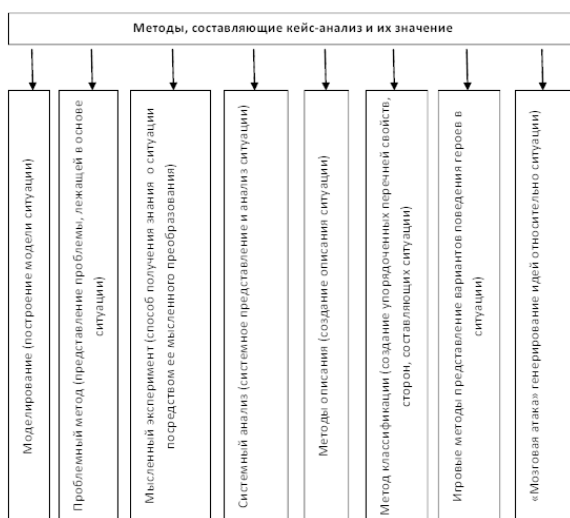 Методы, составляющие кейс-анализ и их значение
Моделирование (построение модели ситуации)
Проблемный метод (представление проблемы, лежащей в основе
ситуации)
Мысленный эксперимент (способ получения знания о ситуации
посредством ее мысленного преобразования)
Системный анализ (системное представление и анализ ситуации)
Методы описания (создание описания ситуации)
Метод классификации (создание упорядоченных перечней свойств,
сторон, составляющих ситуации)
Игровые методы представление вариантов поведения героев в
ситуации)
«Мозговая атака» генерирование идей относительно ситуации)